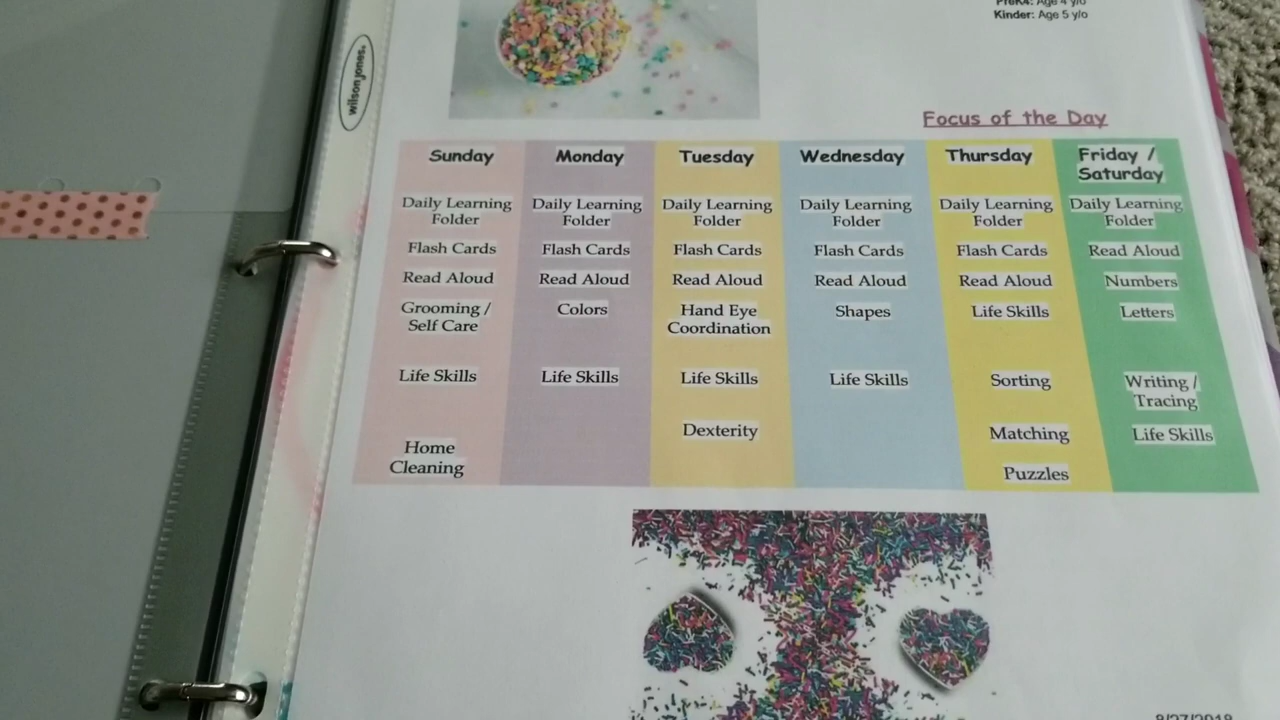 PreK4: Age 4 y/o
Kinder: Age 5 y/o
wilson jones.
Focus of the Day
Sunday Monday Tuesday Wednesday Thursday Friday /
Saturday
Daily Learning Daily Learning Daily Learning Daily Learning Daily Learning Daily Learning
Folder Folder Folder Folder Folder Folder
Flash Cards Flash Cards Flash Cards Flash Cards Flash Cards Read Aloud
Read Aloud Read Aloud Read Aloud Read Aloud Read Aloud Numbers
Grooming / Colors Hand Eye Shapes Life Skills Letters
Self Care Coordination
Life Skills Life Skills Life Skills Life Skills Sorting Writing /
Tracing
Dexterity Matching Life Skills
Home
Cleaning Puzzles
8/27/2018